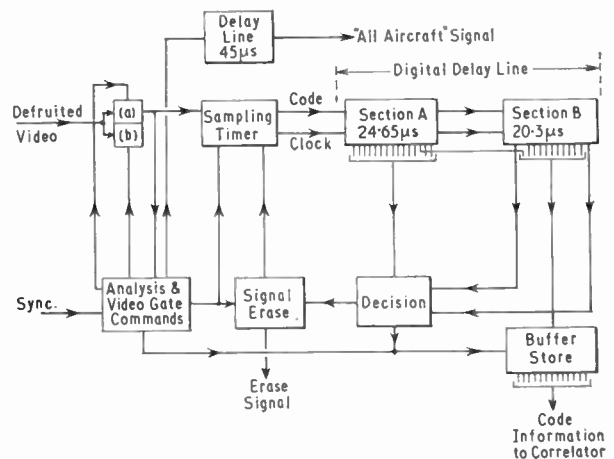 Delay
Line
45µs
"All Aircraft" Signal
Digital Delay Line
Defruited
Video
(a)
(b)
Sampling
Timer
Code
Clock
Section A
24·65µs
Section B
20·3µs
Sync.
Analysis &
Video Gate
Commands
Signal
Erase
Decision
Buffer
Store
Erase
Signal
Code
Information
to Correlator